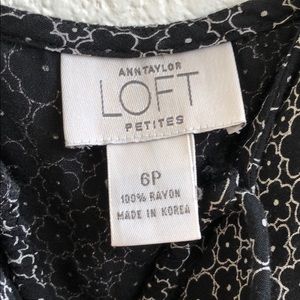 ANNTAYLOR
LOFT
PETITES
6P
100% RAYON
MADE IN KOREA